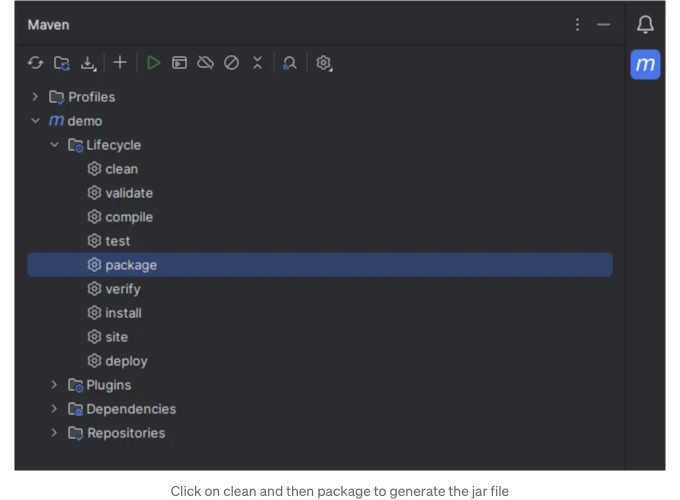 Maven
m
Profiles
m demo
Lifecycle
clean
validate
compile
test
package
verify
install
site
deploy
Plugins
Dependencies
Repositories
Click on clean and then package to generate the jar file